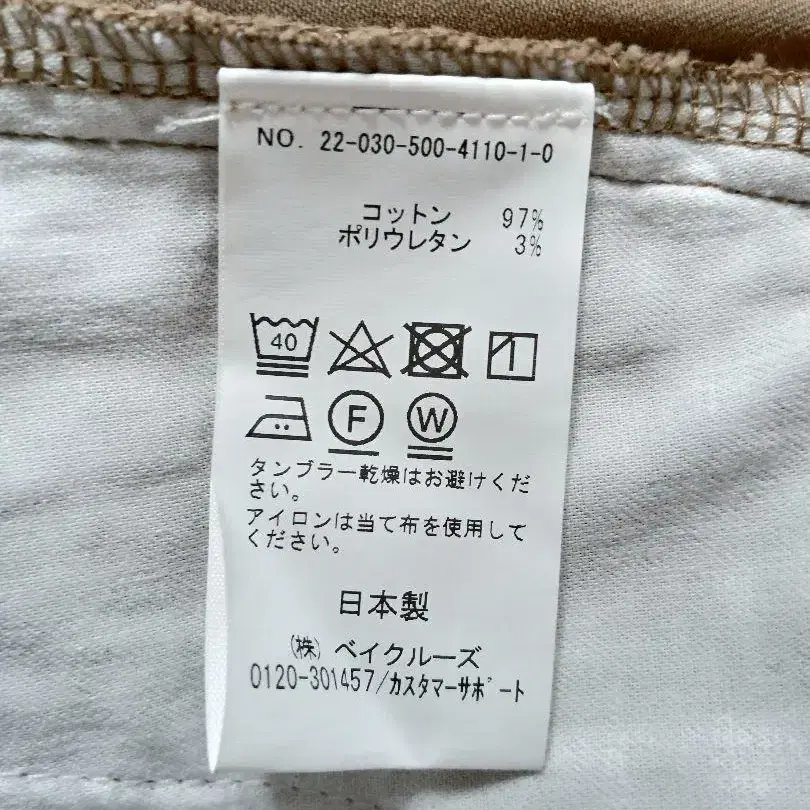 NO. 22-030-500-4110-1-0
コットン 97%
ポリウレタン 3%
40
F W
タンブラー乾燥はお避けくだ
さい。
アイロンは当て布を使用して
ください。
日本製
(株) ベイクルーズ
0120-301457/カスタマーサポート